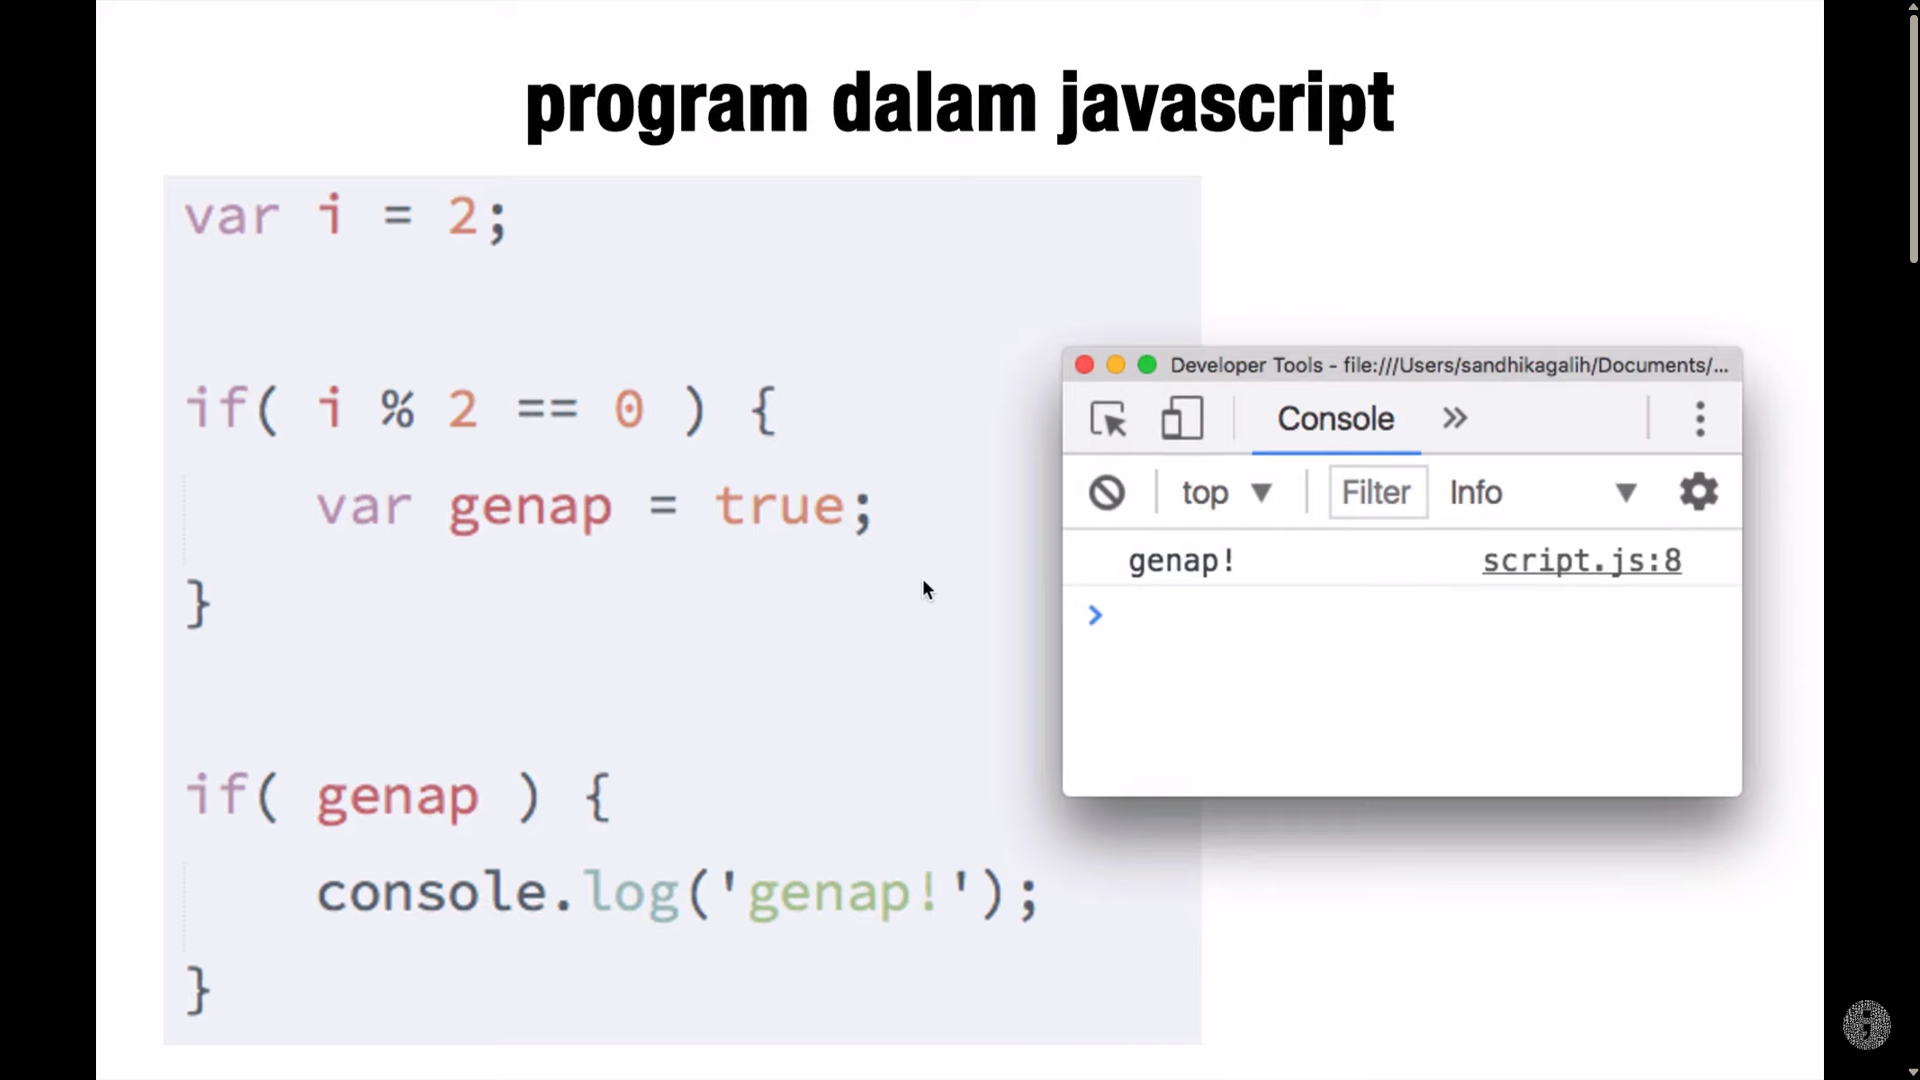 program dalam javascript
var i = 2;
if( i % 2 == 0 ) {
var genap = true;
}
if( genap ) {
console.log('genap!');
}
Developer Tools - file:///Users/sandhikagalih/Documents/...
Console »
top ▼ Filter Info ▼
genap! script.js:8
>